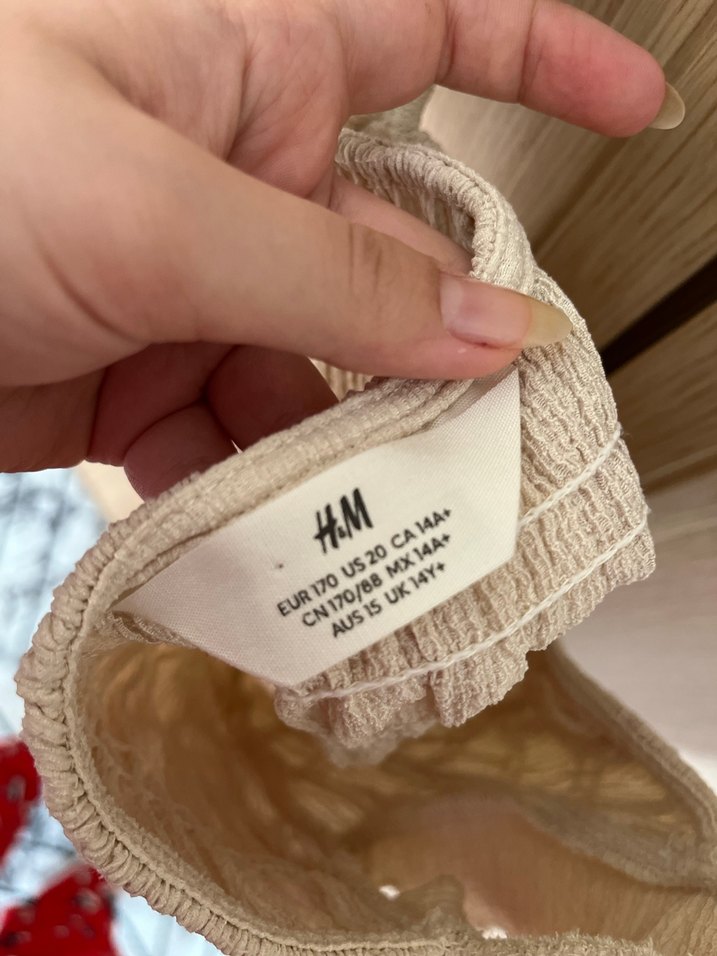 H&M
EUR 170 US 20 CA 14A+
CN 170/88 MX 14A+
AUS 15 UK 14Y+